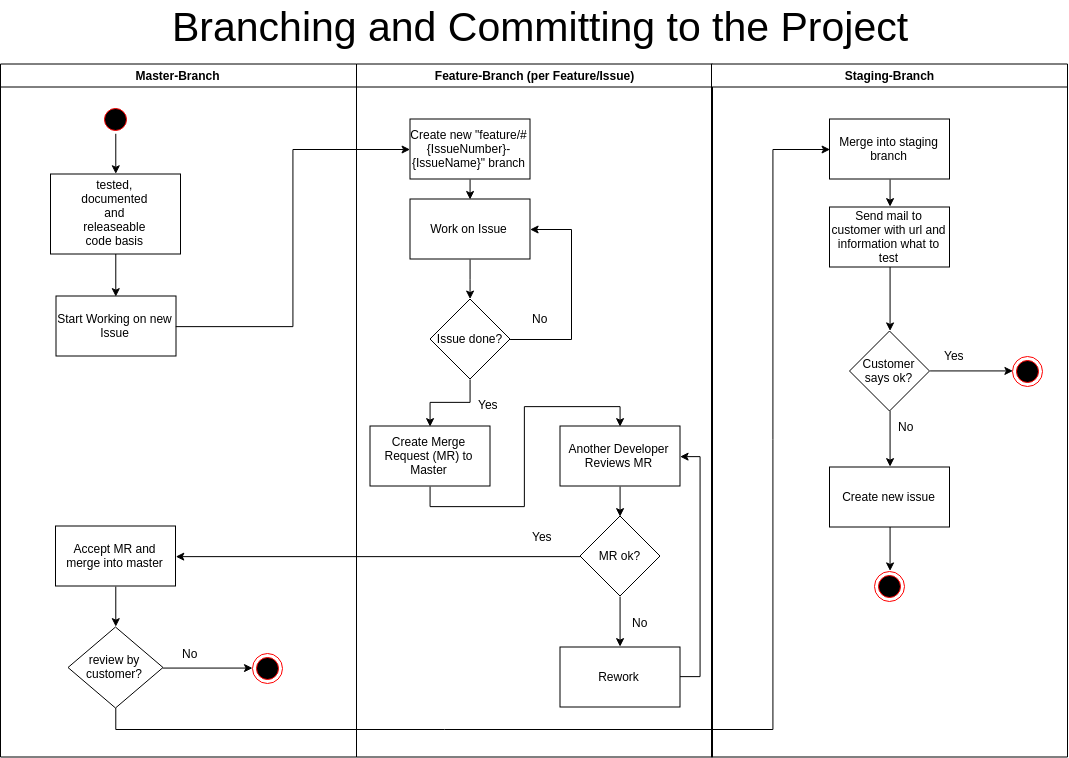 Branching and Committing to the Project
Master-Branch
Feature-Branch (per Feature/Issue)
Staging-Branch
tested,
documented
and
releaseable
code basis
Start Working on new
Issue
Create new "feature/#
{IssueNumber}-
{IssueName}" branch
Work on Issue
Issue done?
No
Yes
Create Merge
Request (MR) to
Master
Another Developer
Reviews MR
MR ok?
Yes
No
Rework
Accept MR and
merge into master
review by
customer?
No
Merge into staging
branch
Send mail to
customer with url and
information what to
test
Customer
says ok?
Yes
No
Create new issue